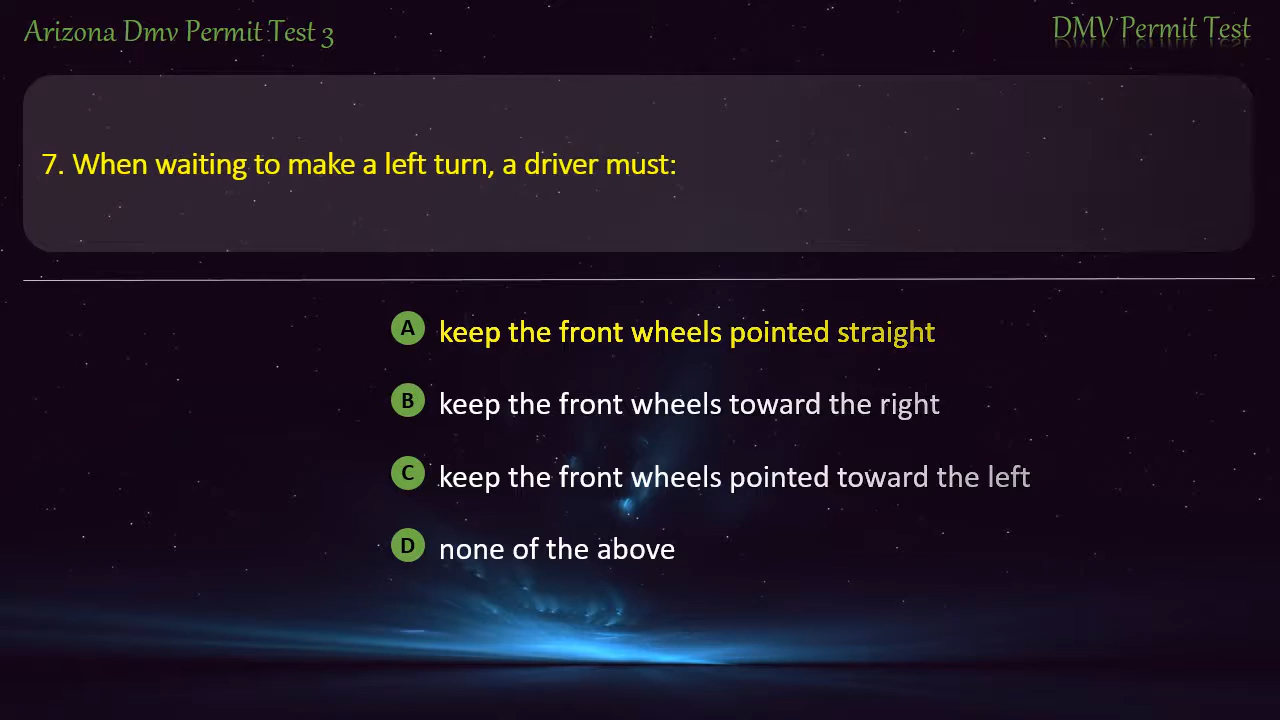 Arizona Dmv Permit Test 3
DMV Permit Test
7. When waiting to make a left turn, a driver must:
A keep the front wheels pointed straight
B keep the front wheels toward the right
C keep the front wheels pointed toward the left
D none of the above